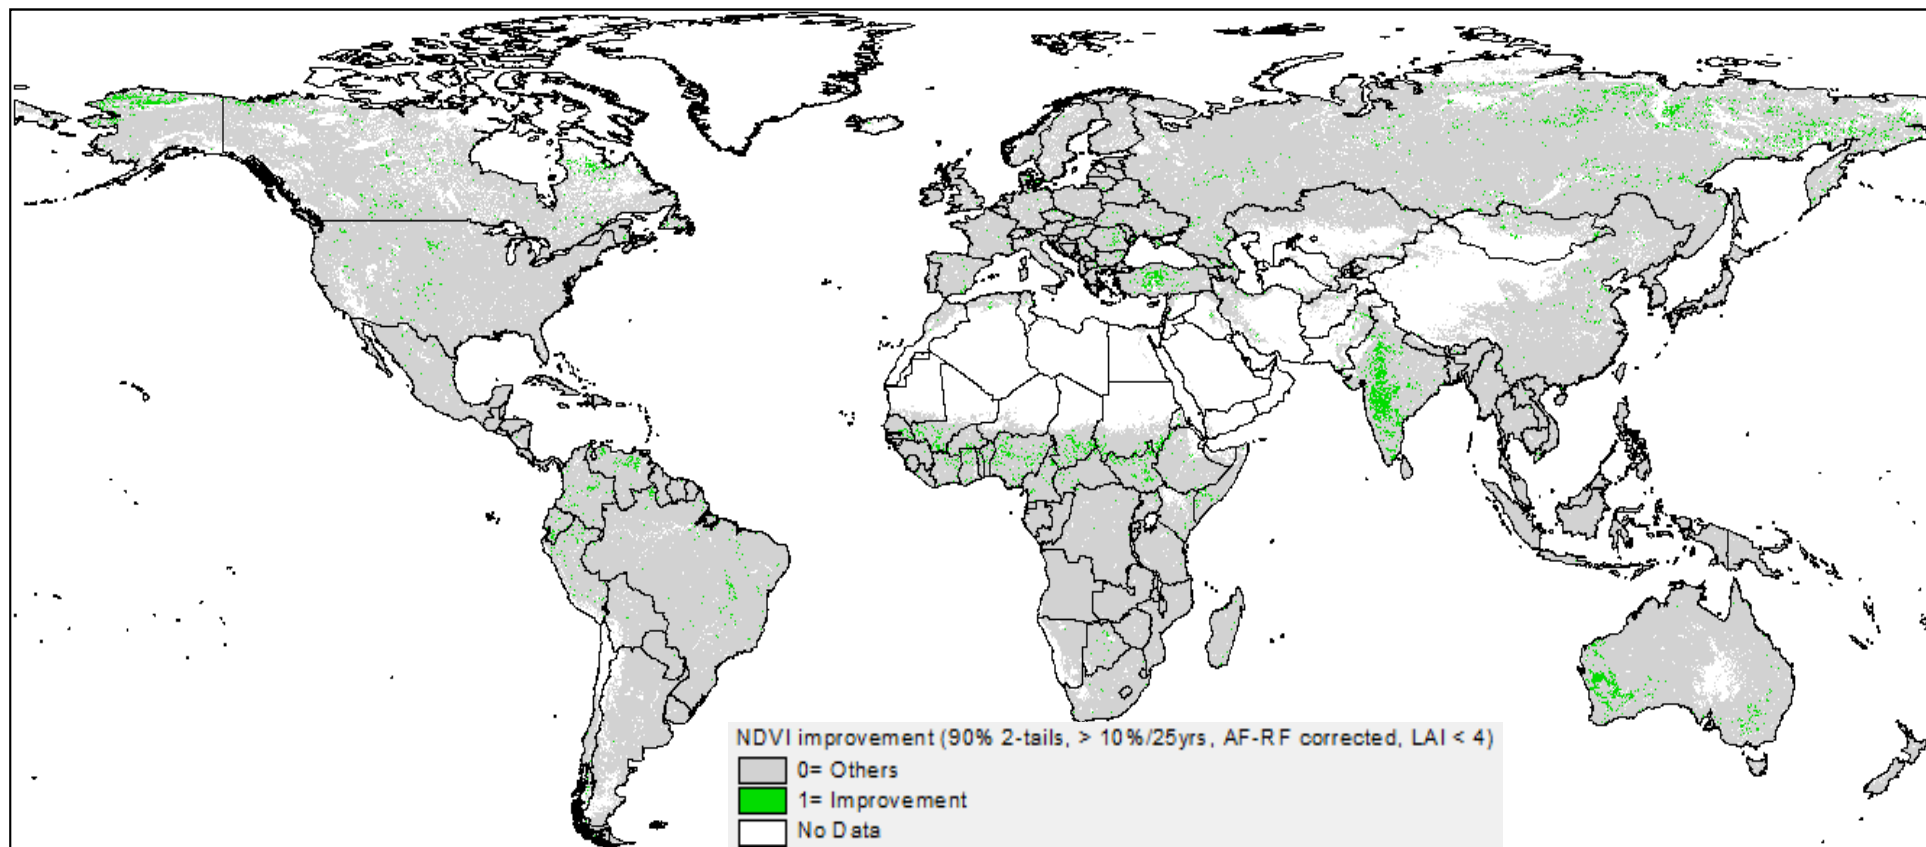 NDVI improvement (90% 2-tails, > 10%/25yrs, AF-RF corrected, LAI < 4)
0= Others
1= Improvement
No Data